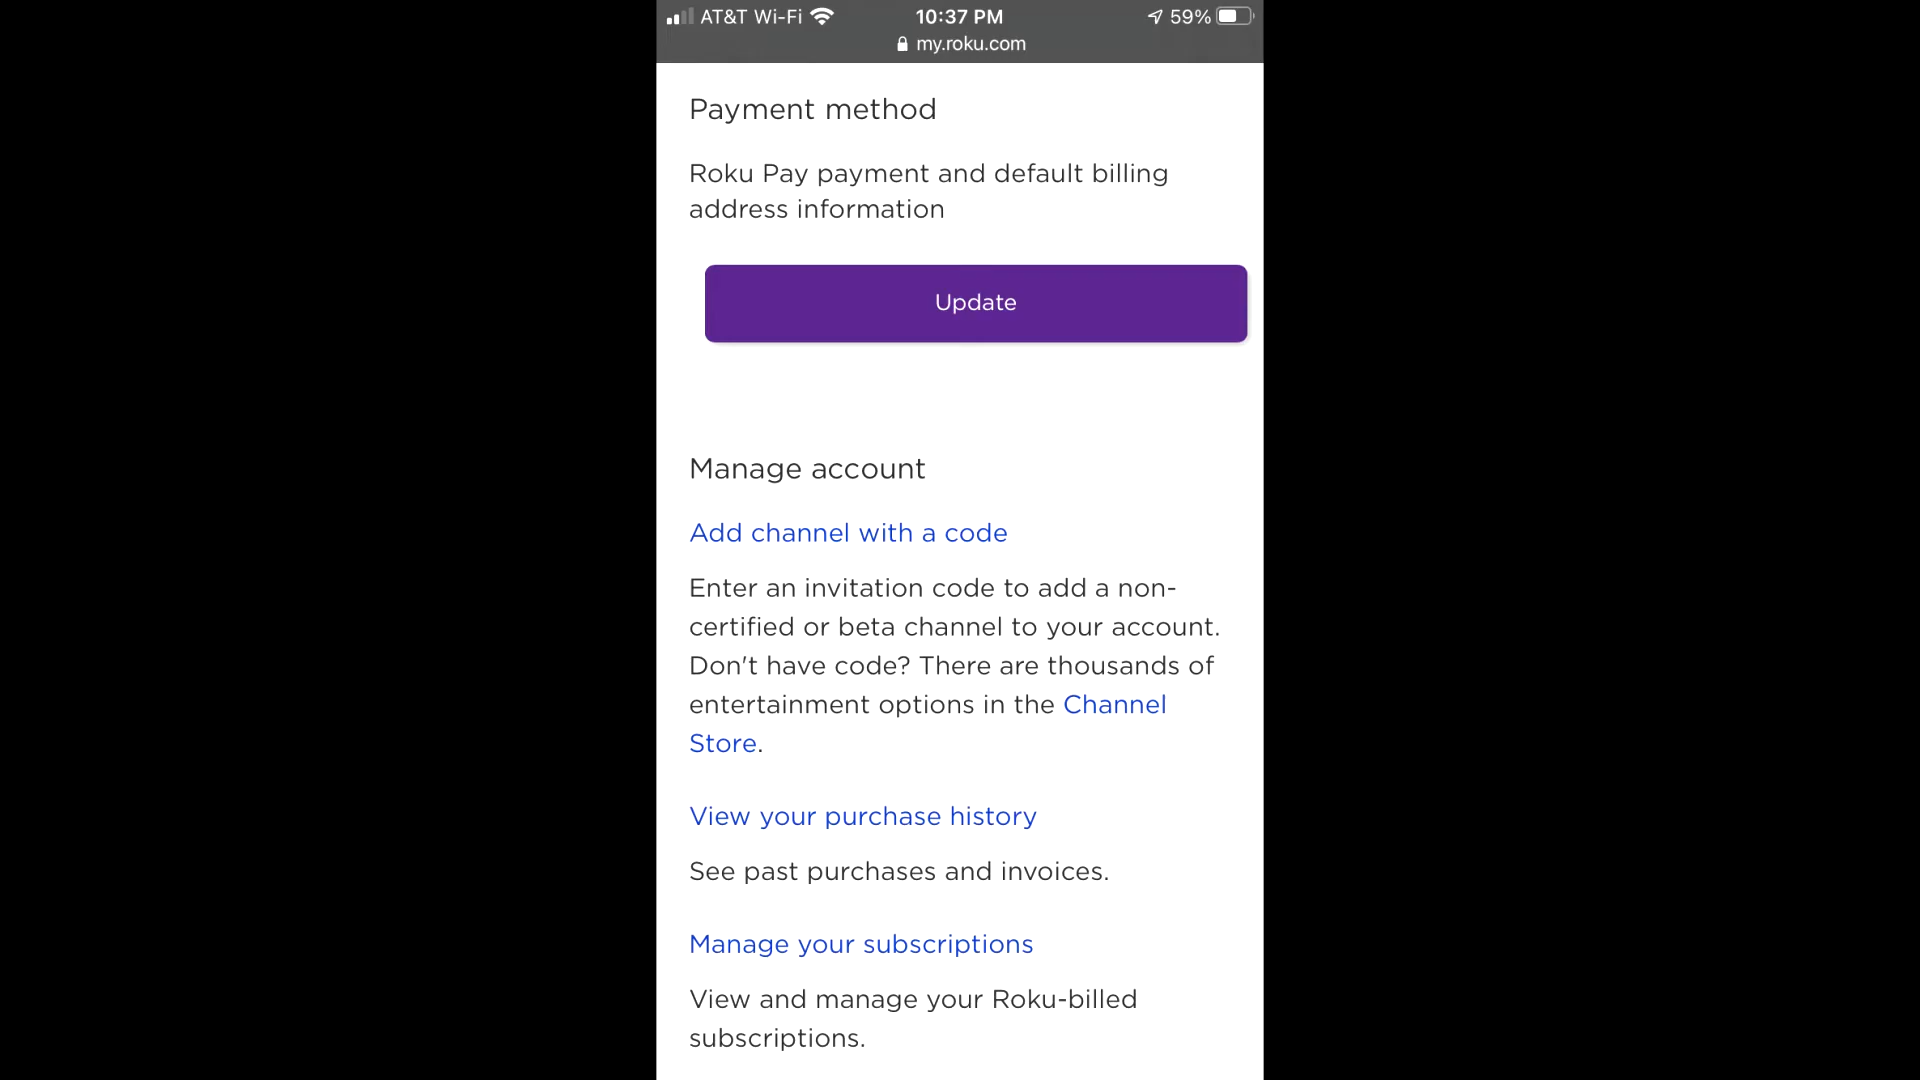 AT&T Wi-Fi 10:37 PM 59%
my.roku.com
Payment method
Roku Pay payment and default billing
address information
Update
Manage account
Add channel with a code
Enter an invitation code to add a non-
certified or beta channel to your account.
Don't have code? There are thousands of
entertainment options in the Channel
Store.
View your purchase history
See past purchases and invoices.
Manage your subscriptions
View and manage your Roku-billed
subscriptions.